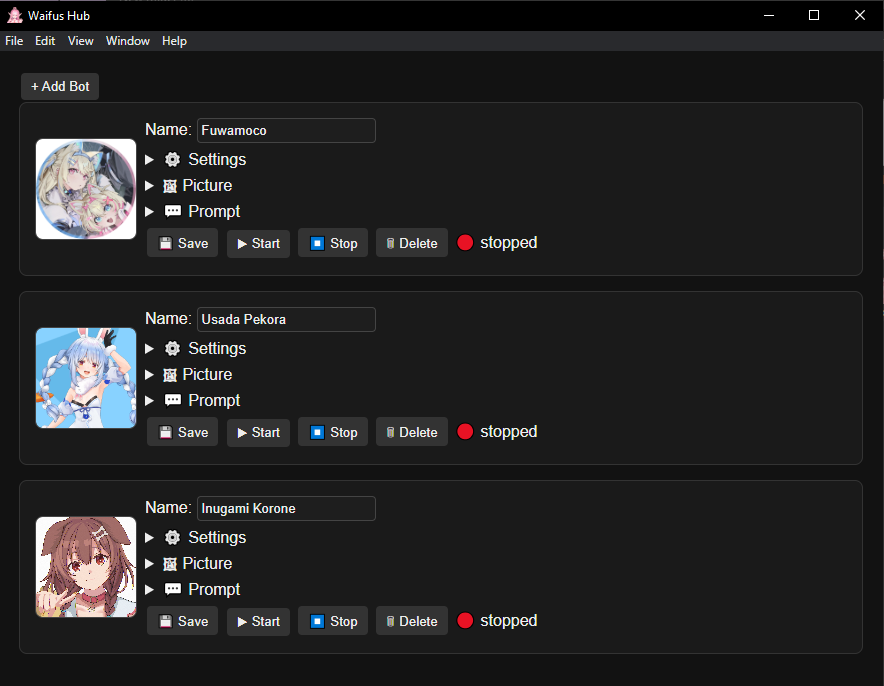 Waifus Hub
File Edit View Window Help
+ Add Bot
Name: Fuwamoco
Settings
Picture
Prompt
Save Start Stop Delete stopped
Name: Usada Pekora
Settings
Picture
Prompt
Save Start Stop Delete stopped
Name: Inugami Korone
Settings
Picture
Prompt
Save Start Stop Delete stopped